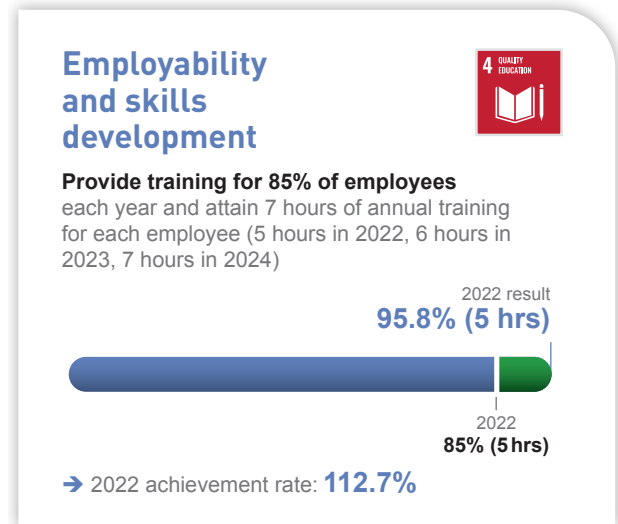 Employability
and skills
development
4 QUALITY
EDUCATION
Provide training for 85% of employees
each year and attain 7 hours of annual training
for each employee (5 hours in 2022, 6 hours in
2023, 7 hours in 2024)
2022 result
95.8% (5 hrs)
2022
85% (5 hrs)
➔ 2022 achievement rate: 112.7%